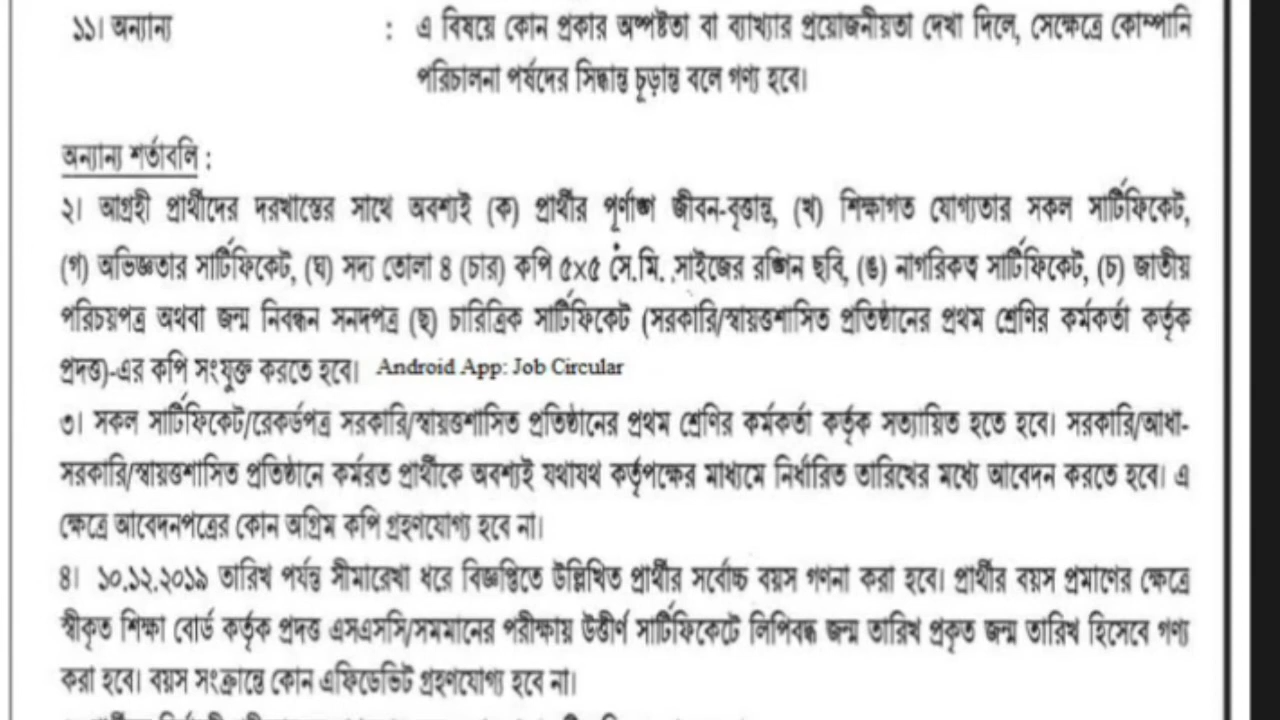 ১১। অন্যান্য : এ বিষয়ে কোন প্রকার অস্পষ্টতা বা ব্যাখ্যার প্রয়োজনীয়তা দেখা দিলে, সেক্ষেত্রে কোম্পানি
পরিচালনা পর্ষদের সিদ্ধান্ত চূড়ান্ত বলে গণ্য হবে।
অন্যান্য শর্তাবলি :
২। আগ্রহী প্রার্থীদের দরখাস্তের সাথে অবশ্যই (ক) প্রার্থীর পূর্ণাঙ্গ জীবন-বৃত্তান্ত, (খ) শিক্ষাগত যোগ্যতার সকল সার্টিফিকেট,
(গ) অভিজ্ঞতার সার্টিফিকেট, (ঘ) সদ্য তোলা ৪ (চার) কপি ৫×৫ সে.মি. সাইজের রঙ্গিন ছবি, (ঙ) নাগরিকত্ব সার্টিফিকেট, (চ) জাতীয়
পরিচয়পত্র অথবা জন্ম নিবন্ধন সনদপত্র (ছ) চারিত্রিক সার্টিফিকেট (সরকারি/স্বায়ত্তশাসিত প্রতিষ্ঠানের প্রথম শ্রেণির কর্মকর্তা কর্তৃক
প্রদত্ত)-এর কপি সংযুক্ত করতে হবে। Android App: Job Circular
৩। সকল সার্টিফিকেট/রেকর্ডপত্র সরকারি/স্বায়ত্তশাসিত প্রতিষ্ঠানের প্রথম শ্রেণির কর্মকর্তা কর্তৃক সত্যায়িত হতে হবে। সরকারি/আধা-
সরকারি/স্বায়ত্তশাসিত প্রতিষ্ঠানে কর্মরত প্রার্থীকে অবশ্যই যথাযথ কর্তৃপক্ষের মাধ্যমে নির্ধারিত তারিখের মধ্যে আবেদন করতে হবে। এ
ক্ষেত্রে আবেদনপত্রের কোন অগ্রিম কপি গ্রহণযোগ্য হবে না।
৪। ১০.১২.২০১৯ তারিখ পর্যন্ত সীমারেখা ধরে বিজ্ঞপ্তিতে উল্লিখিত প্রার্থীর সর্বোচ্চ বয়স গণনা করা হবে। প্রার্থীর বয়স প্রমাণের ক্ষেত্রে
স্বীকৃত শিক্ষা বোর্ড কর্তৃক প্রদত্ত এসএসসি/সমমানের পরীক্ষায় উত্তীর্ণ সার্টিফিকেটে লিপিবদ্ধ জন্ম তারিখ প্রকৃত জন্ম তারিখ হিসেবে গণ্য
করা হবে। বয়স সংক্রান্তে কোন এফিডেভিট গ্রহণযোগ্য হবে না।